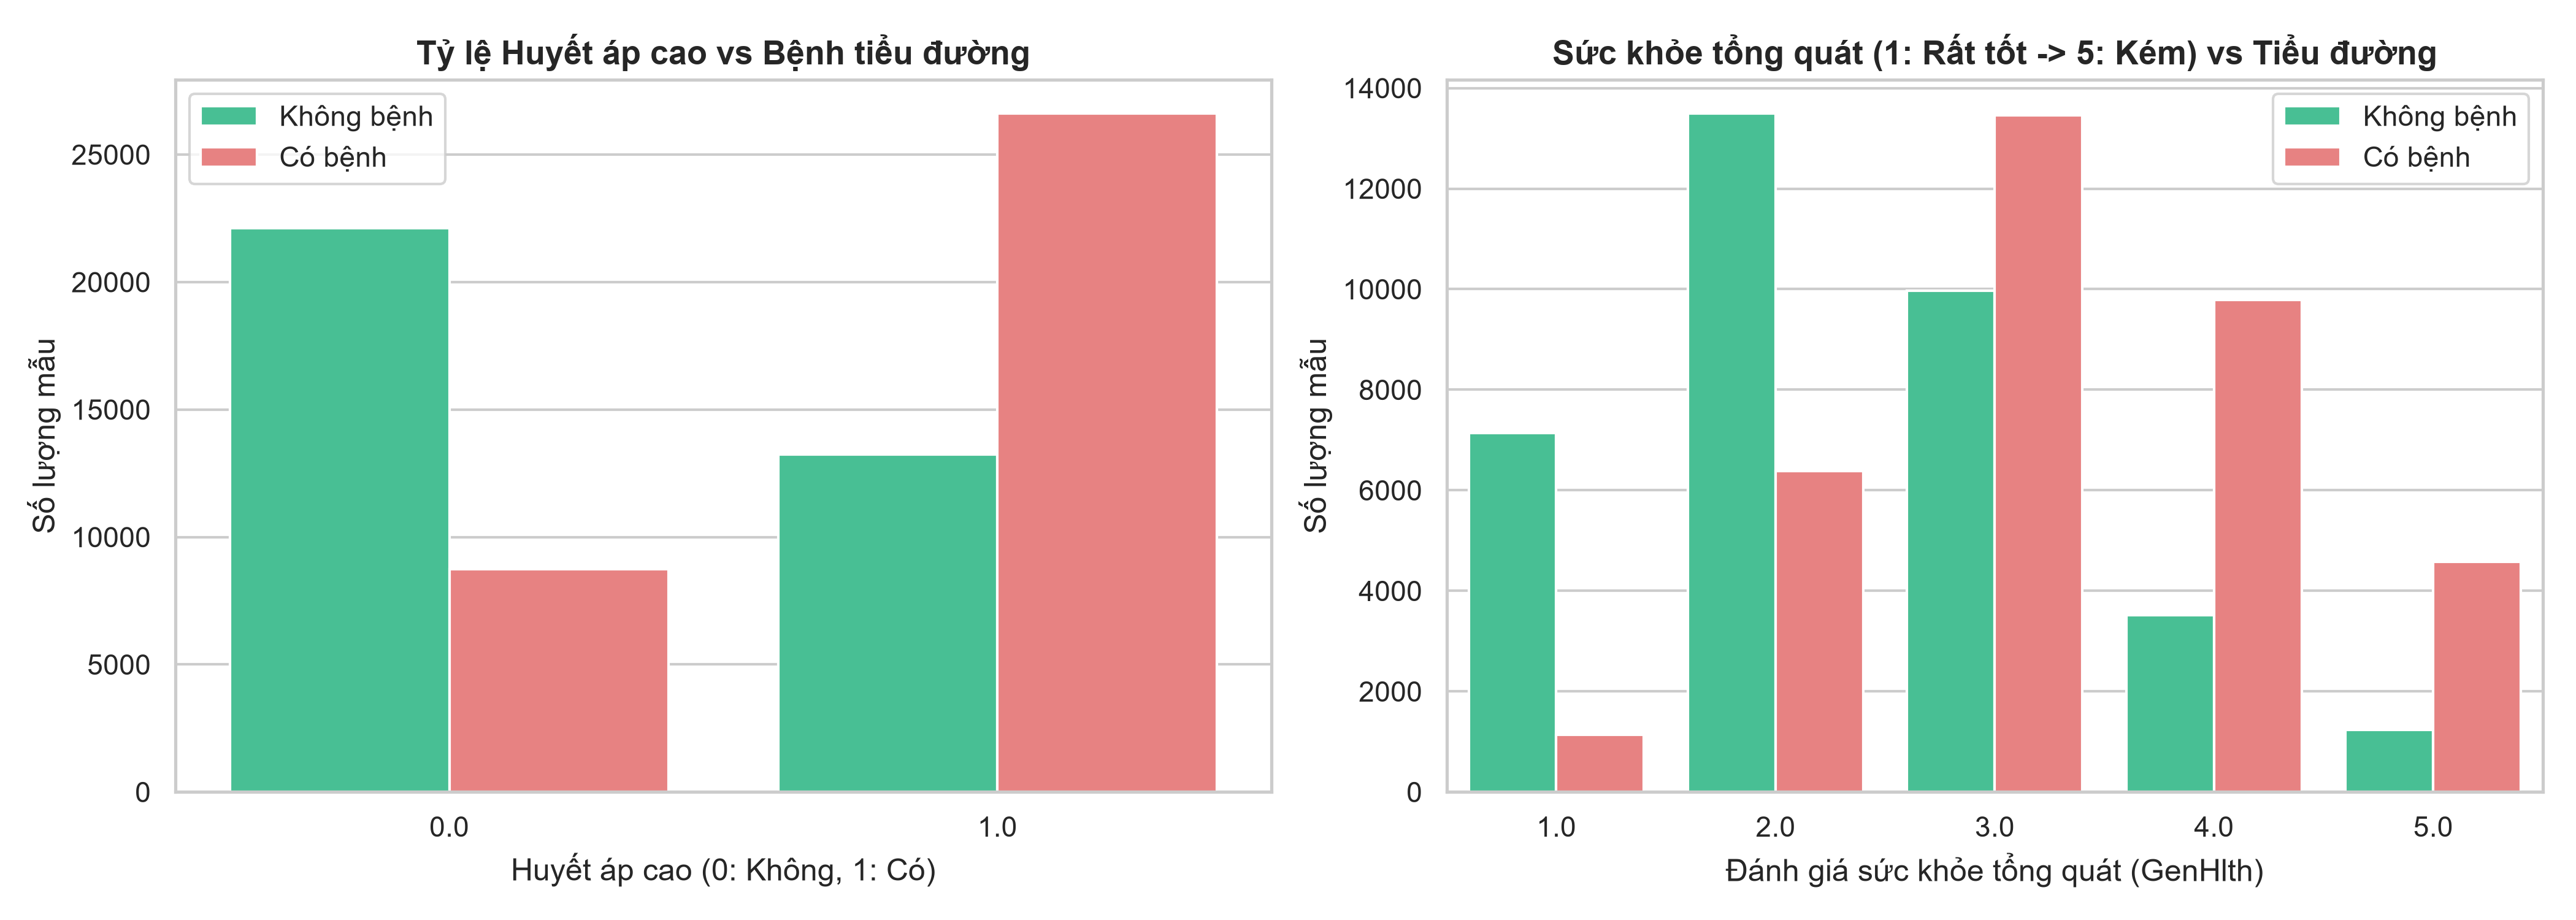 Tỷ lệ Huyết áp cao vs Bệnh tiểu đường
Không bệnh
Có bệnh
25000
20000
15000
10000
5000
0
Số lượng mẫu
0.0 1.0
Huyết áp cao (0: Không, 1: Có)
Sức khỏe tổng quát (1: Rất tốt -> 5: Kém) vs Tiểu đường
Không bệnh
Có bệnh
14000
12000
10000
8000
6000
4000
2000
0
Số lượng mẫu
1.0 2.0 3.0 4.0 5.0
Đánh giá sức khỏe tổng quát (GenHlth)